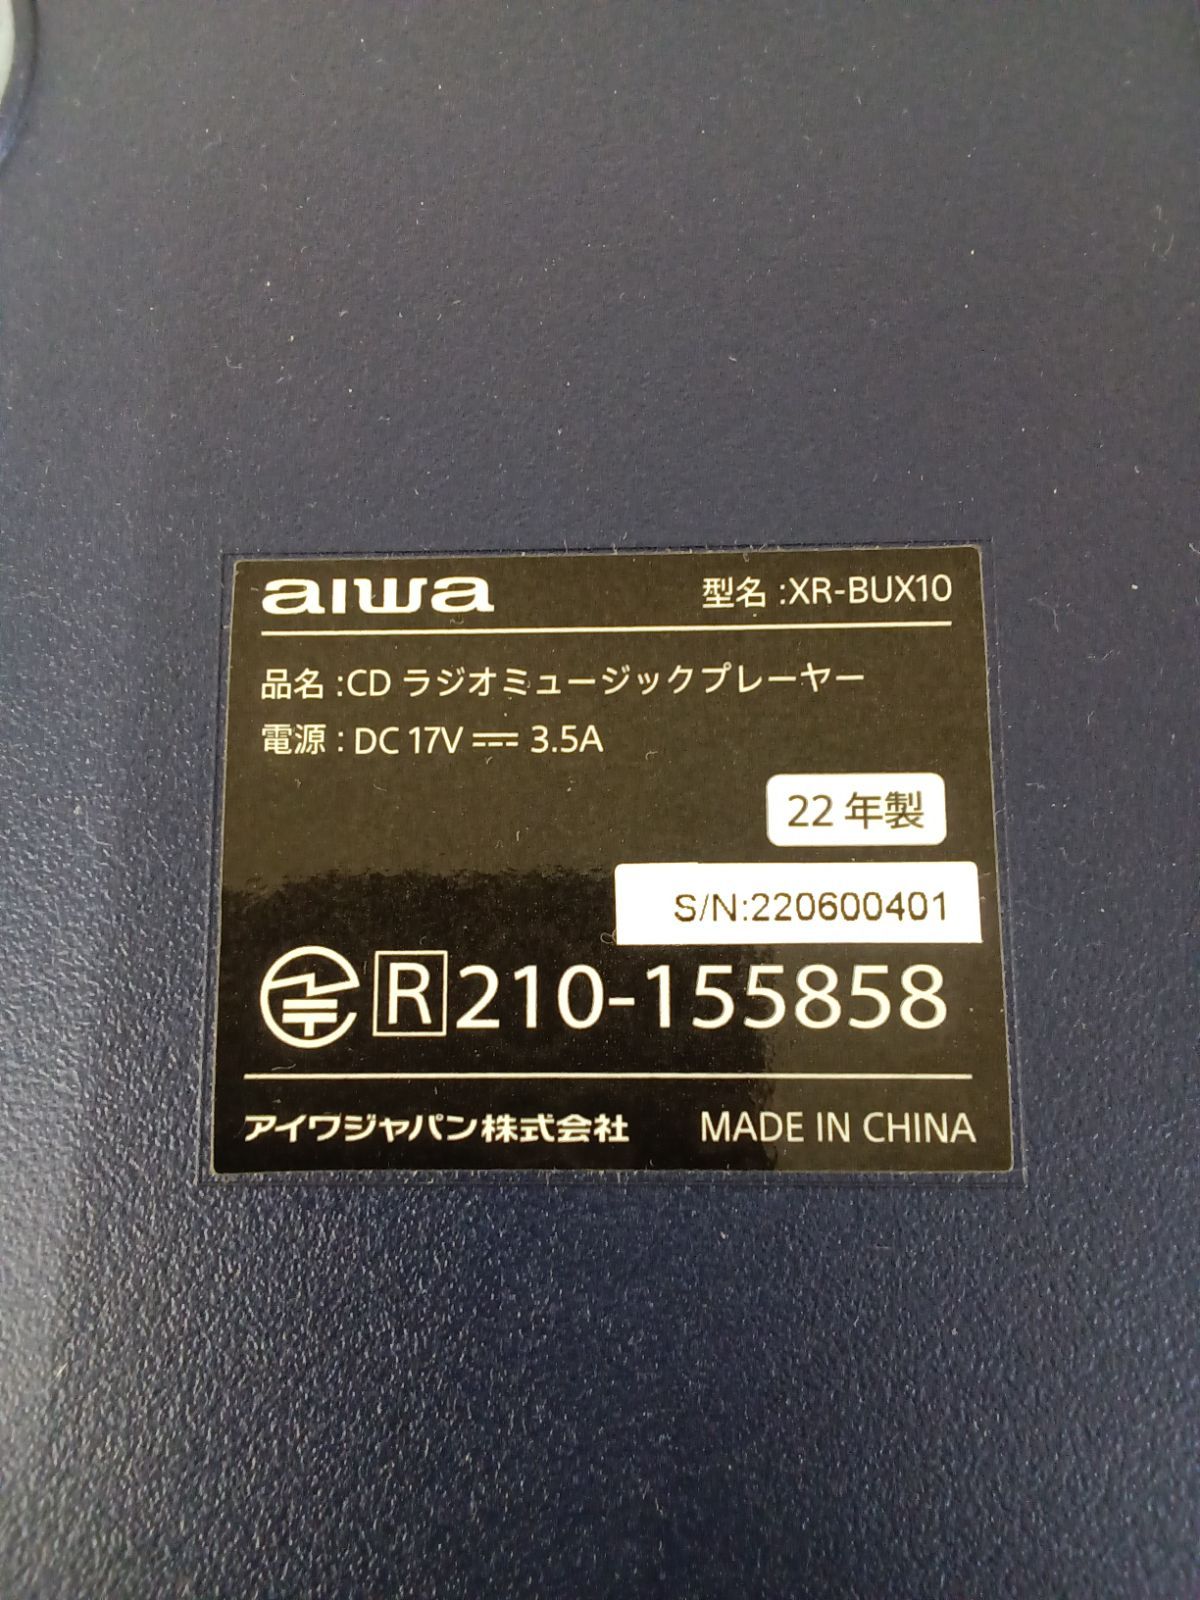 aiwa 型名 :XR-BUX10
品名 :CD ラジオミュージックプレーヤー
電源 : DC 17V ⎓ 3.5A
22 年製
S/N:220600401
R 210-155858
アイワジャパン株式会社 MADE IN CHINA